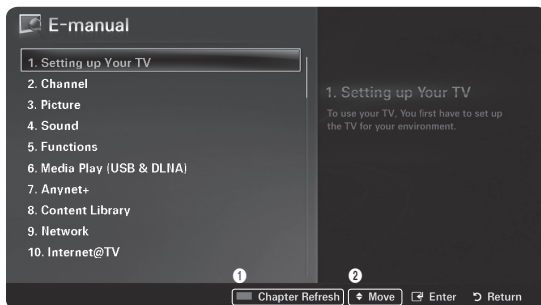 E-manual
1. Setting up Your TV
2. Channel
3. Picture
4. Sound
5. Functions
6. Media Play (USB & DLNA)
7. Anynet+
8. Content Library
9. Network
10. Internet@TV
1. Setting up Your TV
To use your TV, You first have to set up
the TV for your environment.
1 2
Chapter Refresh Move Enter Return